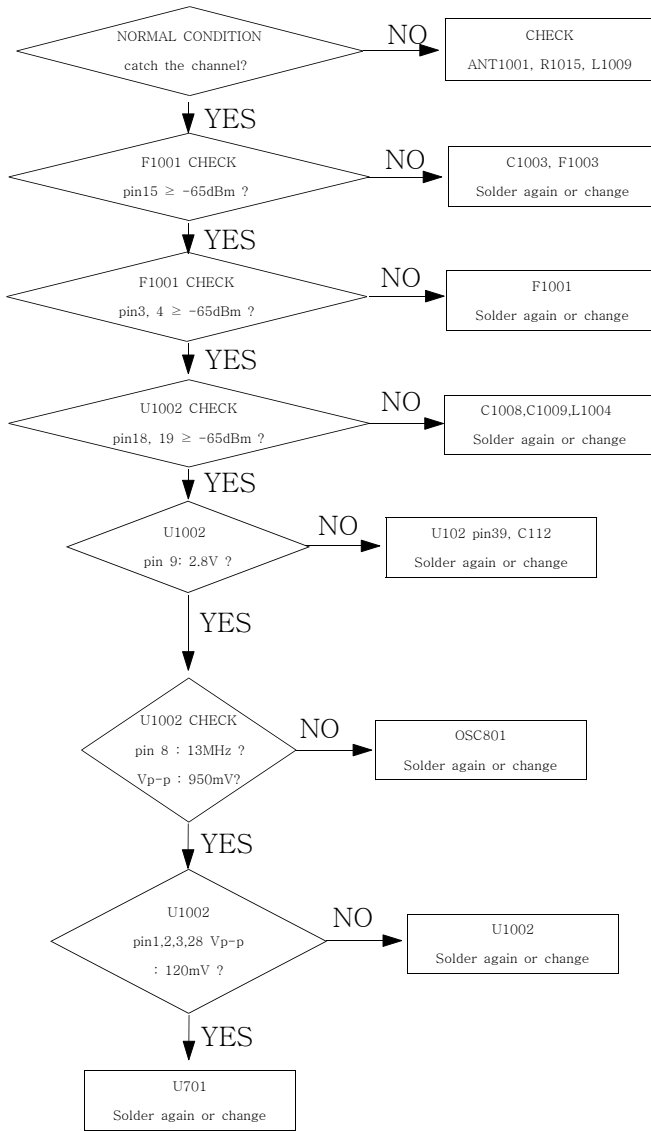 NORMAL CONDITION
catch the channel?
NO
CHECK
ANT1001, R1015, L1009
YES
F1001 CHECK
pin15 ≥ -65dBm ?
NO
C1003, F1003
Solder again or change
YES
F1001 CHECK
pin3, 4 ≥ -65dBm ?
NO
F1001
Solder again or change
YES
U1002 CHECK
pin18, 19 ≥ -65dBm ?
NO
C1008,C1009,L1004
Solder again or change
YES
U1002
pin 9: 2.8V ?
NO
U102 pin39, C112
Solder again or change
YES
U1002 CHECK
pin 8 : 13MHz ?
Vp-p : 950mV?
NO
OSC801
Solder again or change
YES
U1002
pin1,2,3,28 Vp-p
: 120mV ?
NO
U1002
Solder again or change
YES
U701
Solder again or change